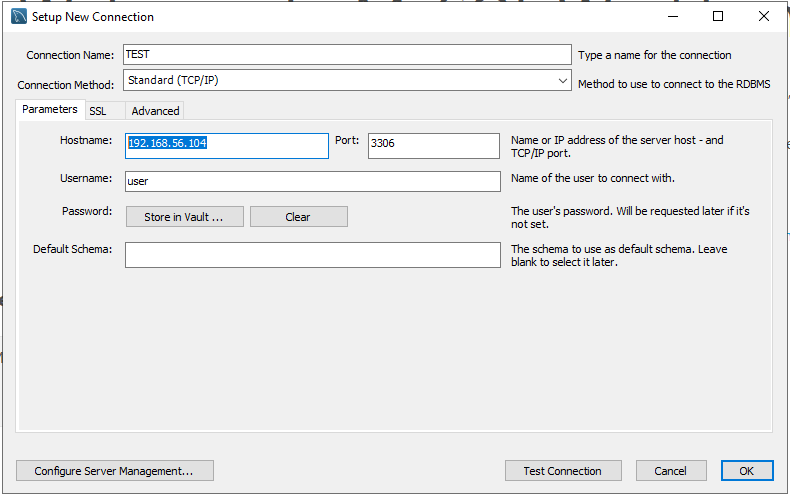 Setup New Connection
Connection Name: TEST Type a name for the connection
Connection Method: Standard (TCP/IP) Method to use to connect to the RDBMS
Parameters SSL Advanced
Hostname: 192.168.56.104 Port: 3306 Name or IP address of the server host - and
TCP/IP port.
Username: user Name of the user to connect with.
Password: Store in Vault ... Clear The user's password. Will be requested later if it's
not set.
Default Schema: The schema to use as default schema. Leave
blank to select it later.
Configure Server Management... Test Connection Cancel OK